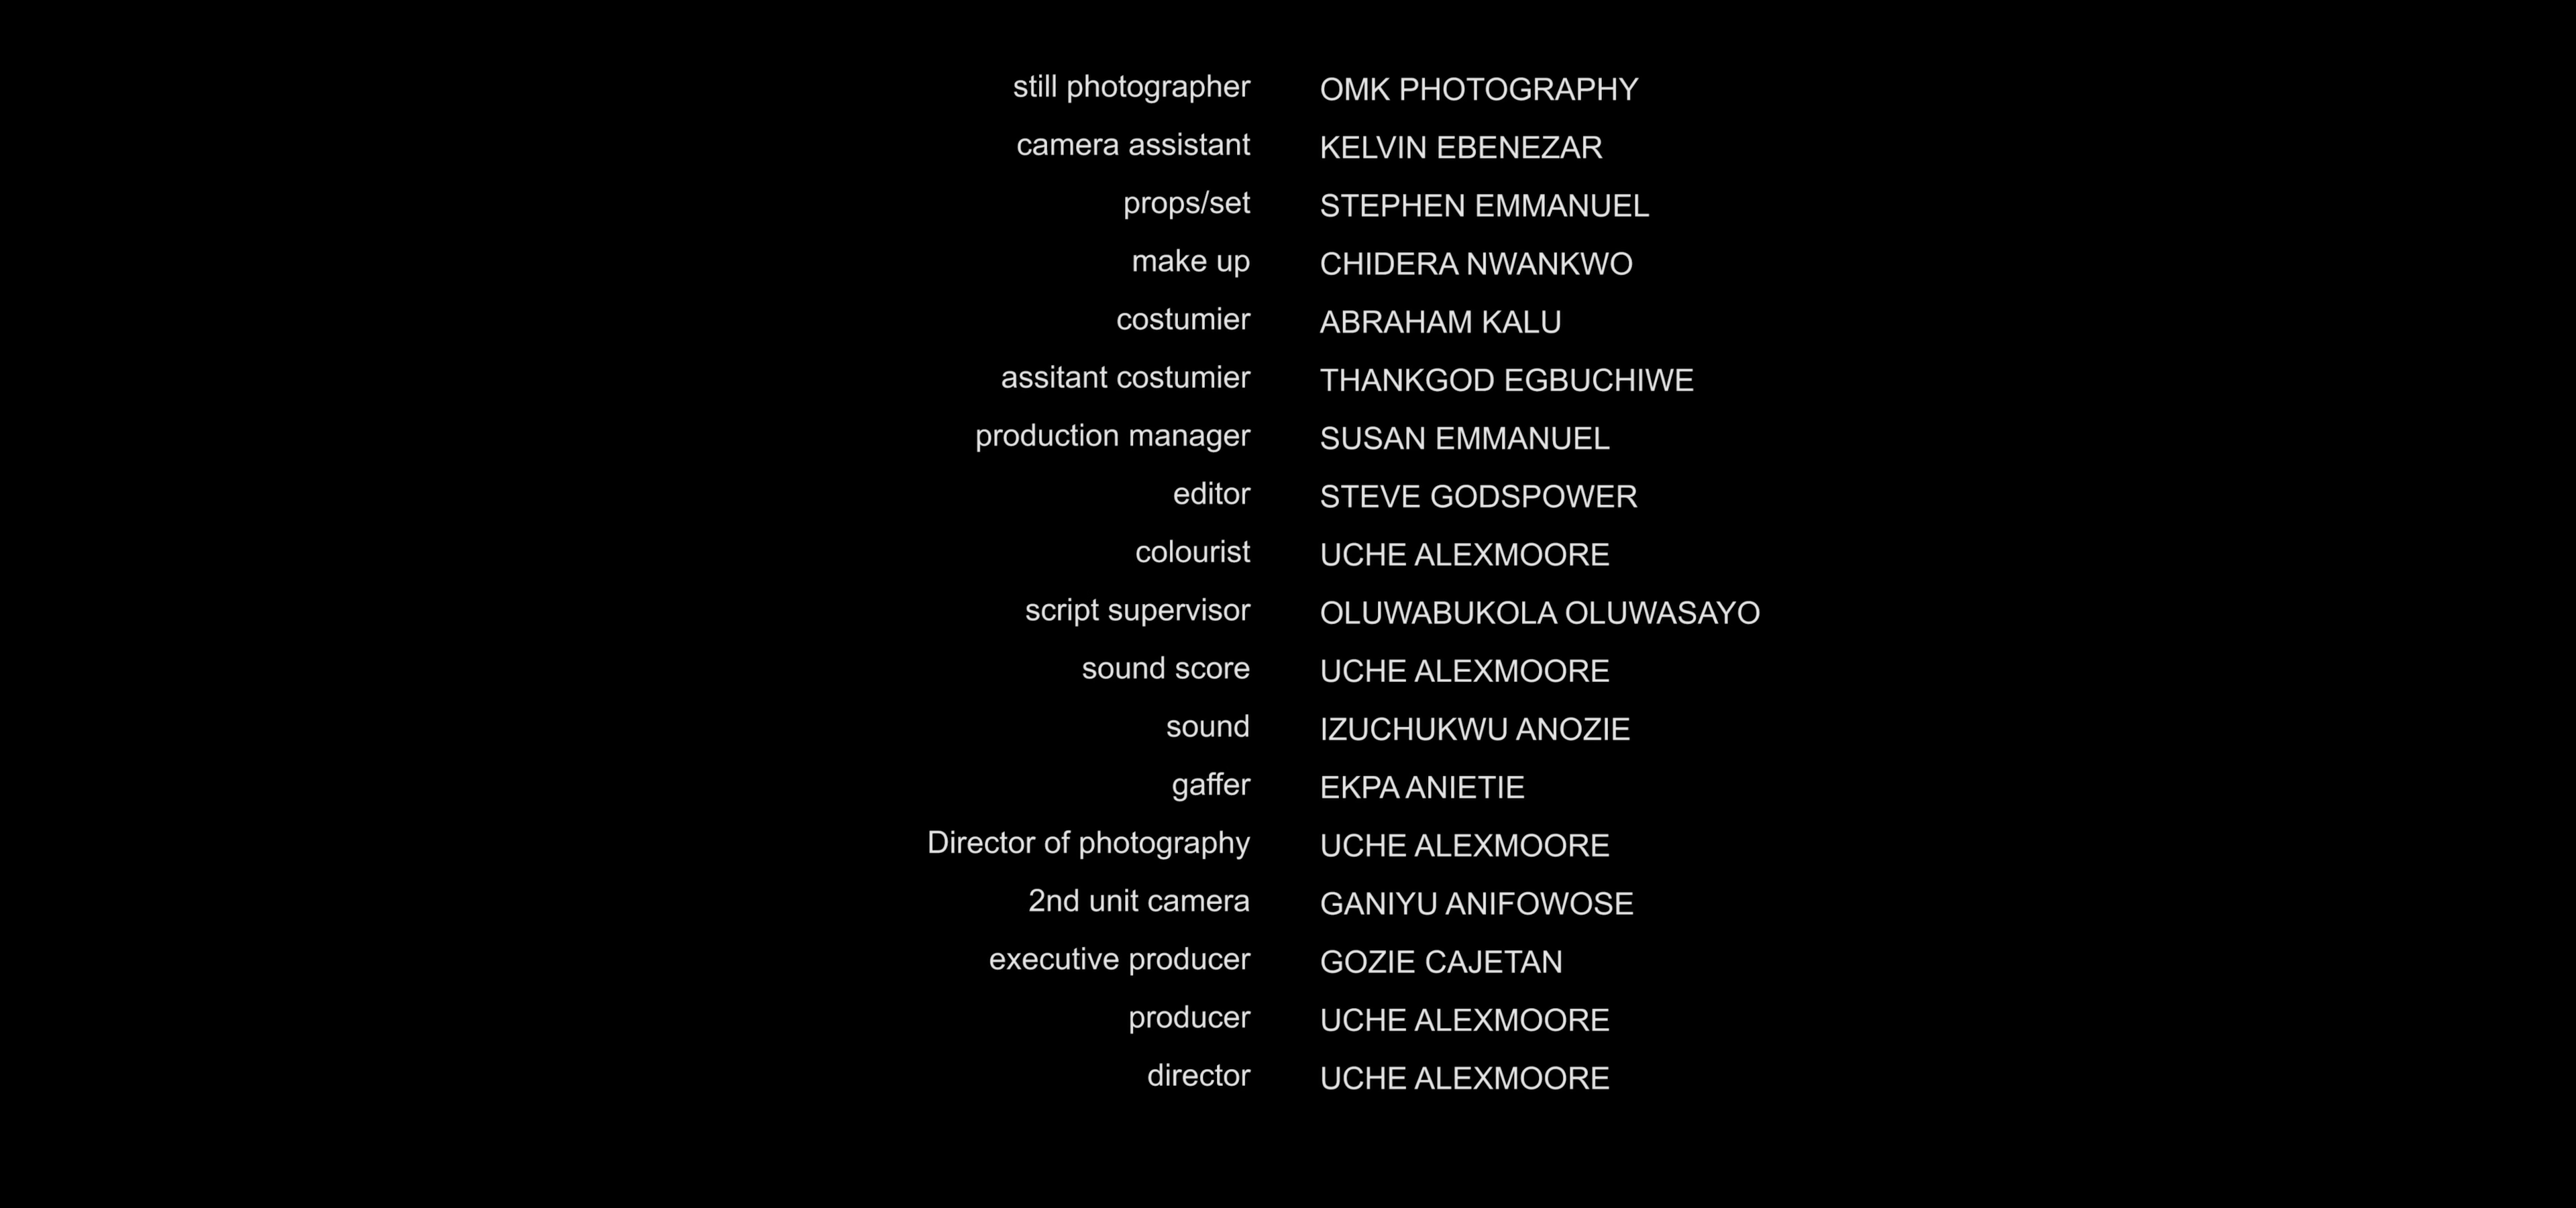 still photographer OMK PHOTOGRAPHY
camera assistant KELVIN EBENEZAR
props/set STEPHEN EMMANUEL
make up CHIDERA NWANKWO
costumier ABRAHAM KALU
assitant costumier THANKGOD EGBUCHIWE
production manager SUSAN EMMANUEL
editor STEVE GODSPOWER
colourist UCHE ALEXMOORE
script supervisor OLUWABUKOLA OLUWASAYO
sound score UCHE ALEXMOORE
sound IZUCHUKWU ANOZIE
gaffer EKPA ANIETIE
Director of photography UCHE ALEXMOORE
2nd unit camera GANIYU ANIFOWOSE
executive producer GOZIE CAJETAN
producer UCHE ALEXMOORE
director UCHE ALEXMOORE